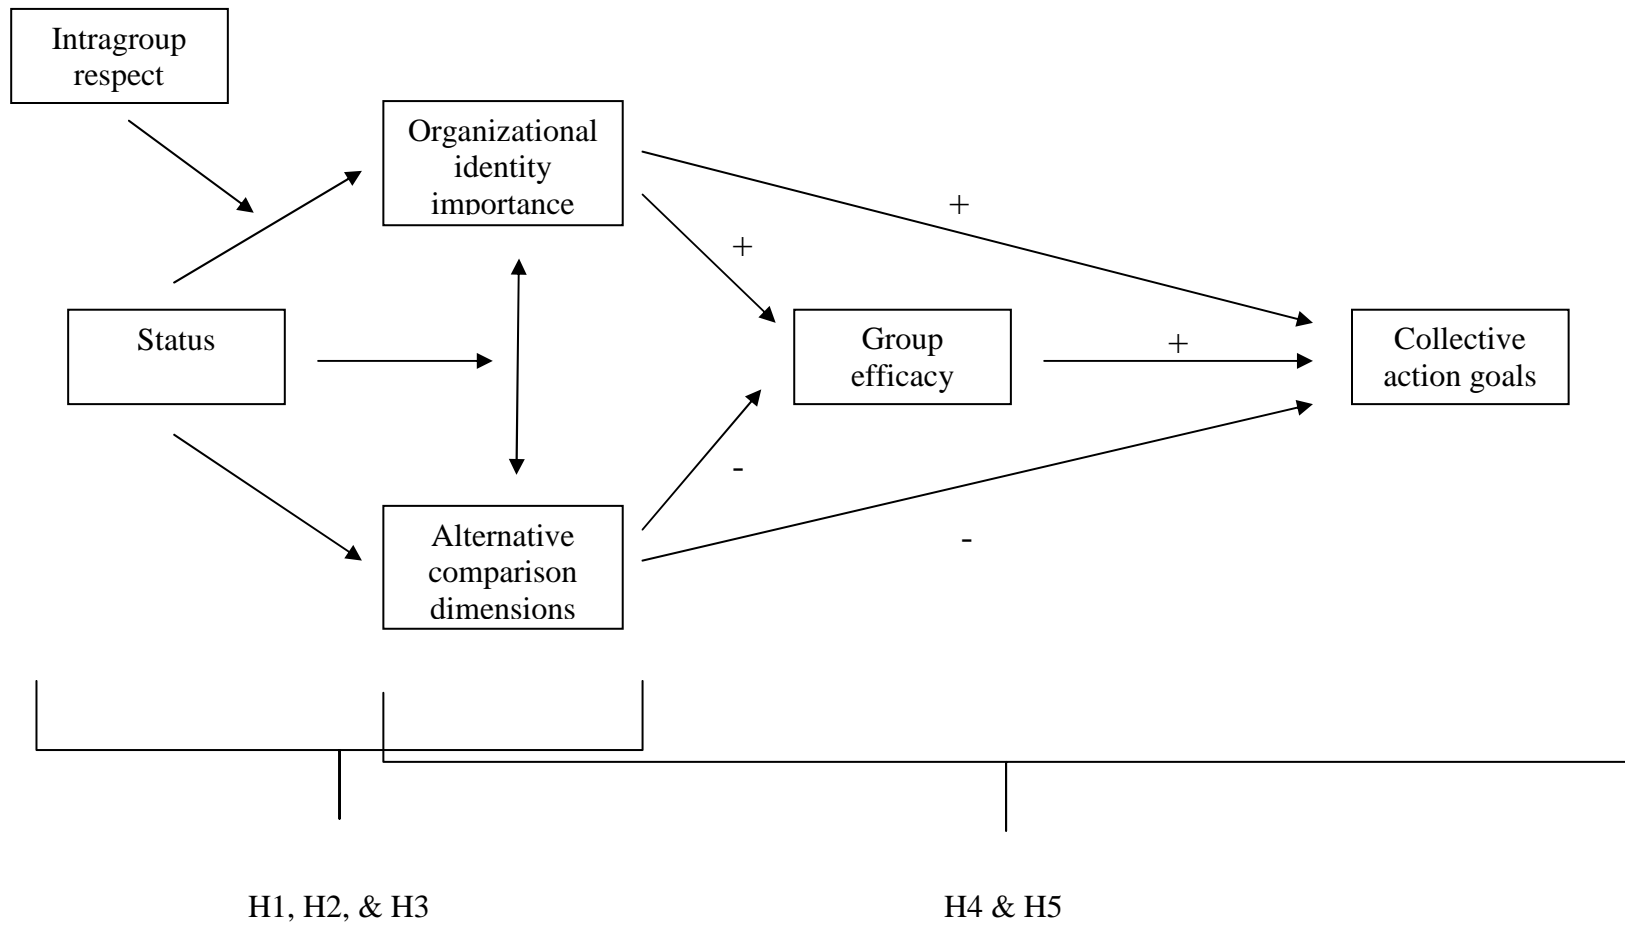 Intragroup
respect
Organizational
identity
importance
+
+
Status
Group
efficacy
+
Collective
action goals
-
Alternative
comparison
dimensions
-
H1, H2, & H3
H4 & H5